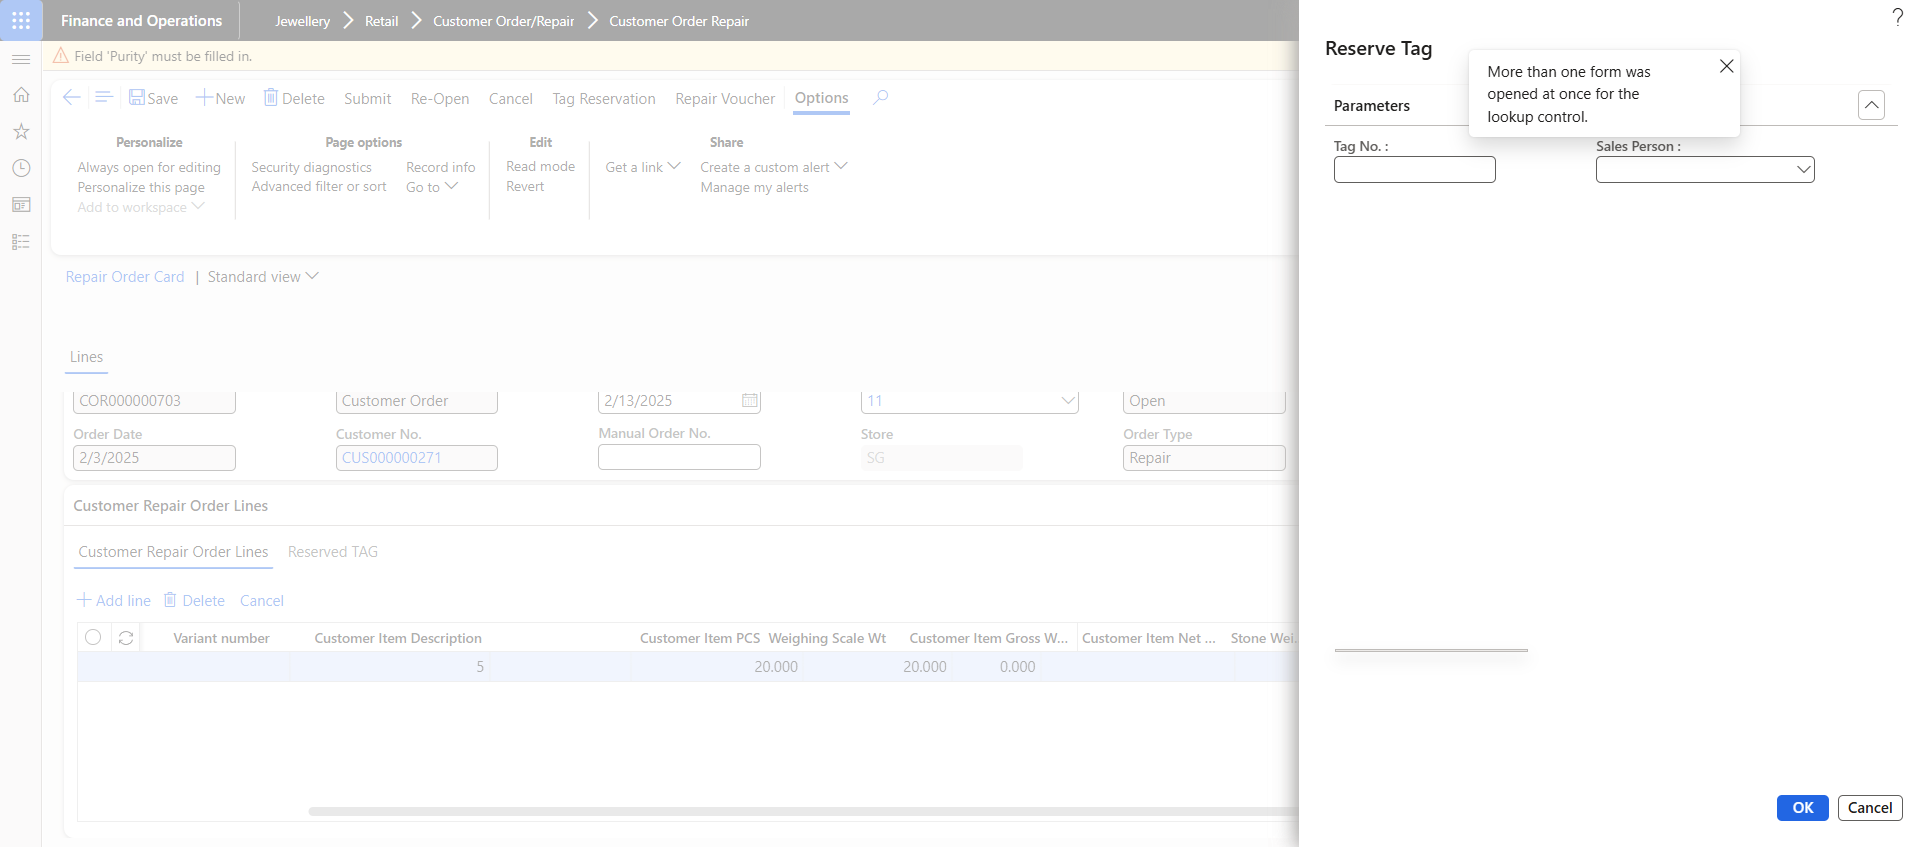 Finance and Operations
Jewellery Retail Customer Order/Repair Customer Order Repair
?
Field 'Purity' must be filled in.
Save New Delete Submit Re-Open Cancel Tag Reservation Repair Voucher Options
Personalize
Always open for editing
Personalize this page
Add to workspace
Page options
Security diagnostics Record info
Advanced filter or sort Go to
Edit
Read mode
Revert
Get a link
Share
Create a custom alert
Manage my alerts
Repair Order Card | Standard view
Lines
COR000000703 Customer Order 2/13/2025 11 Open
Order Date Customer No. Manual Order No. Store Order Type
2/3/2025 CUS000000271 SG Repair
Customer Repair Order Lines
Customer Repair Order Lines Reserved TAG
Add line Delete Cancel
Variant number Customer Item Description Customer Item PCS Weighing Scale Wt Customer Item Gross W... Customer Item Net ... Stone Wei...
5 20.000 20.000 0.000
Reserve Tag
More than one form was
opened at once for the
lookup control.
Parameters
Tag No. : Sales Person :
OK Cancel